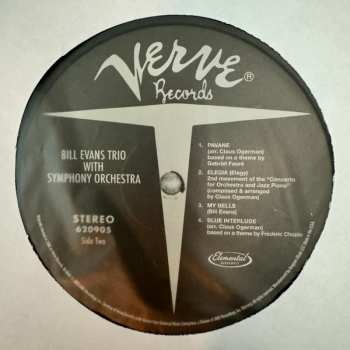 Verve®
Records
BILL EVANS TRIO
WITH
SYMPHONY ORCHESTRA
STEREO
620905
Side Two
1. PAVANE
(arr. Claus Ogerman)
based on a theme by
Gabriel Fauré
2. ELEGIA (Elegy)
2nd movement of the "Concerto
for Orchestra and Jazz Piano"
(composed & arranged
by Claus Ogerman)
3. MY BELLS
(Bill Evans)
4. BLUE INTERLUDE
(arr. Claus Ogerman)
based on a theme by Frederic Chopin
Elemental